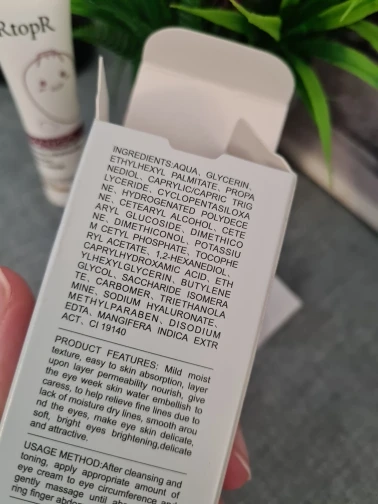 RtopR
INGREDIENTS:AQUA、GLYCERIN、
ETHYLHEXYL PALMITATE、PROPA
NEDIOL、CAPRYLIC/CAPRIC TRIG
LYCERIDE、CYCLOPENTASILOXA
NE、HYDROGENATED POLYDECE
NE、CETEARYL ALCOHOL、CETE
ARYL GLUCOSIDE、DIMETHICO
NE、DIMETHICONOL、POTASSIU
M CETYL PHOSPHATE、TOCOPHE
RYL ACETATE、1,2-HEXANEDIOL、
CAPRYLHYDROXAMIC ACID、ETH
YLHEXYLGLYCERIN、BUTYLENE
GLYCOL、SACCHARIDE ISOMERA
TE、CARBOMER、TRIETHANOLA
MINE、SODIUM HYALURONATE、
METHYLPARABEN、DISODIUM
EDTA、MANGIFERA INDICA EXTR
ACT、CI 19140
PRODUCT FEATURES: Mild moist
texture, easy to skin absorption, layer
upon layer permeability nourish, give
the eye week skin water embellish to
caress, to help relieve fine lines due to
lack of moisture dry lines, smooth arou
nd the eyes, make eye skin delicate,
soft, bright eyes brightening,delicate
and attractive.
USAGE METHOD:After cleansing and
toning, apply appropriate amount of
eye cream to eye circumference and
gently massage until
ring finger